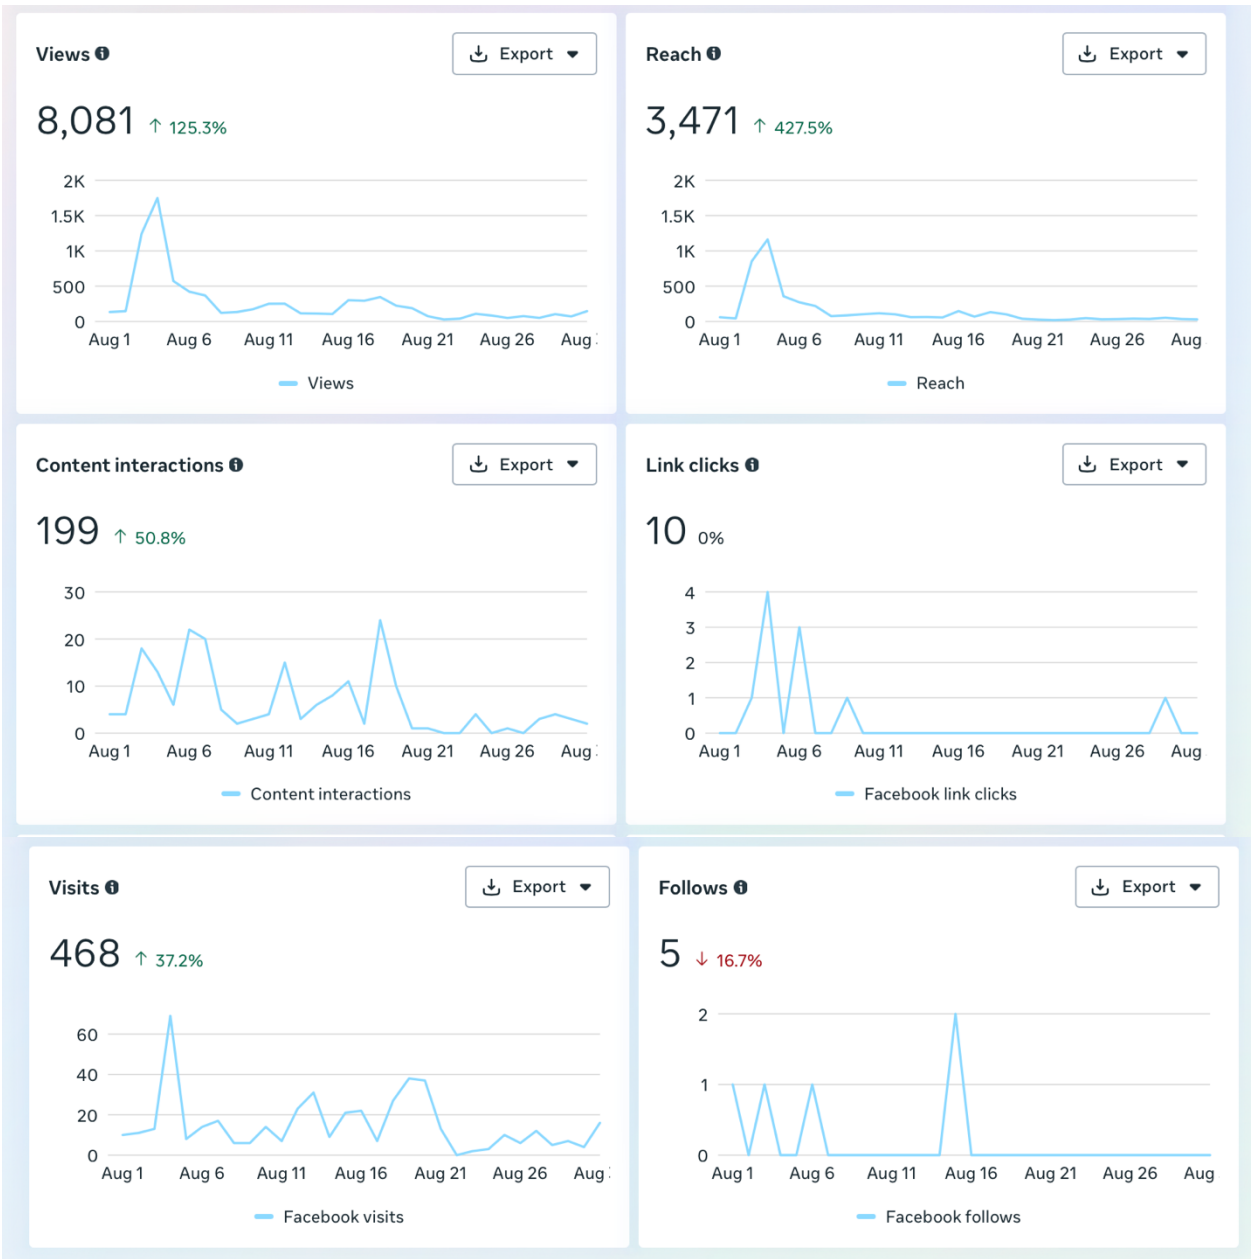 Views
Export
8,081 ↑ 125.3%
2K
1.5K
1K
500
0
Aug 1 Aug 6 Aug 11 Aug 16 Aug 21 Aug 26 Aug
Views
Reach
Export
3,471 ↑ 427.5%
2K
1.5K
1K
500
0
Aug 1 Aug 6 Aug 11 Aug 16 Aug 21 Aug 26 Aug
Reach
Content interactions
Export
199 ↑ 50.8%
30
20
10
0
Aug 1 Aug 6 Aug 11 Aug 16 Aug 21 Aug 26 Aug
Content interactions
Link clicks
Export
10 0%
4
3
2
1
0
Aug 1 Aug 6 Aug 11 Aug 16 Aug 21 Aug 26 Aug
Facebook link clicks
Visits
Export
468 ↑ 37.2%
60
40
20
0
Aug 1 Aug 6 Aug 11 Aug 16 Aug 21 Aug 26 Aug
Facebook visits
Follows
Export
5 ↓ 16.7%
2
1
0
Aug 1 Aug 6 Aug 11 Aug 16 Aug 21 Aug 26 Aug
Facebook follows